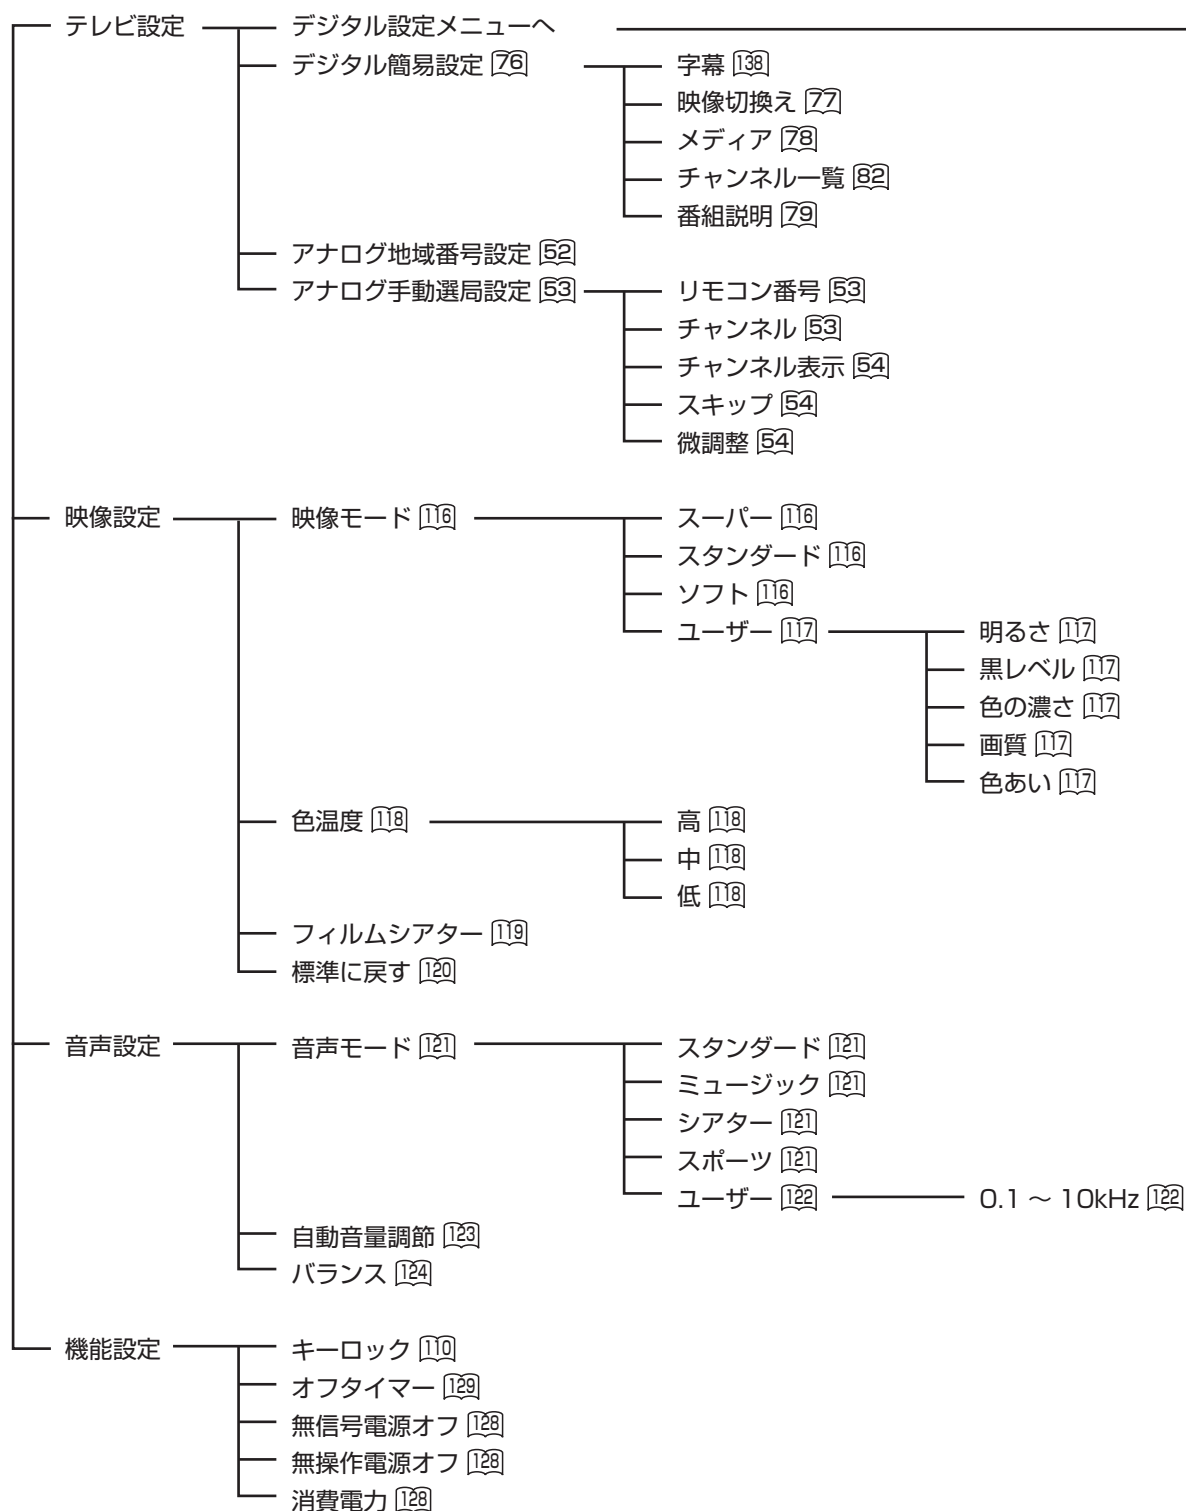 テレビ設定 デジタル設定メニューへ
デジタル簡易設定 76 字幕 138
映像切換え 77
メディア 78
チャンネル一覧 82
番組説明 79
アナログ地域番号設定 52
アナログ手動選局設定 53 リモコン番号 53
チャンネル 53
チャンネル表示 54
スキップ 54
微調整 54
映像設定 映像モード 116 スーパー 116
スタンダード 116
ソフト 116
ユーザー 117 明るさ 117
黒レベル 117
色の濃さ 117
画質 117
色あい 117
色温度 118 高 118
中 118
低 118
フィルムシアター 119
標準に戻す 120
音声設定 音声モード 121 スタンダード 121
ミュージック 121
シアター 121
スポーツ 121
ユーザー 122 0.1 ～ 10kHz 122
自動音量調節 123
バランス 124
機能設定 キーロック 110
オフタイマー 129
無信号電源オフ 128
無操作電源オフ 128
消費電力 128